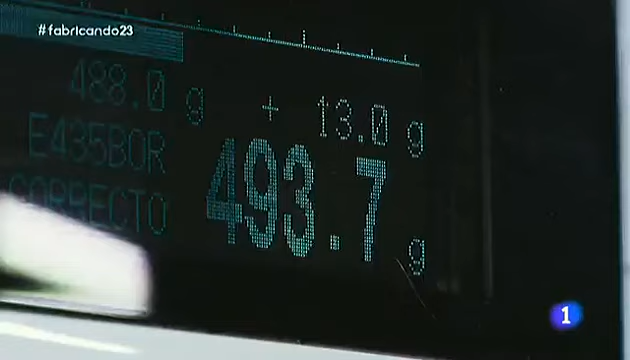 #fabricando23
488.0 g + 13.0 g
E435BOR
CORRECTO
493.7 g
1